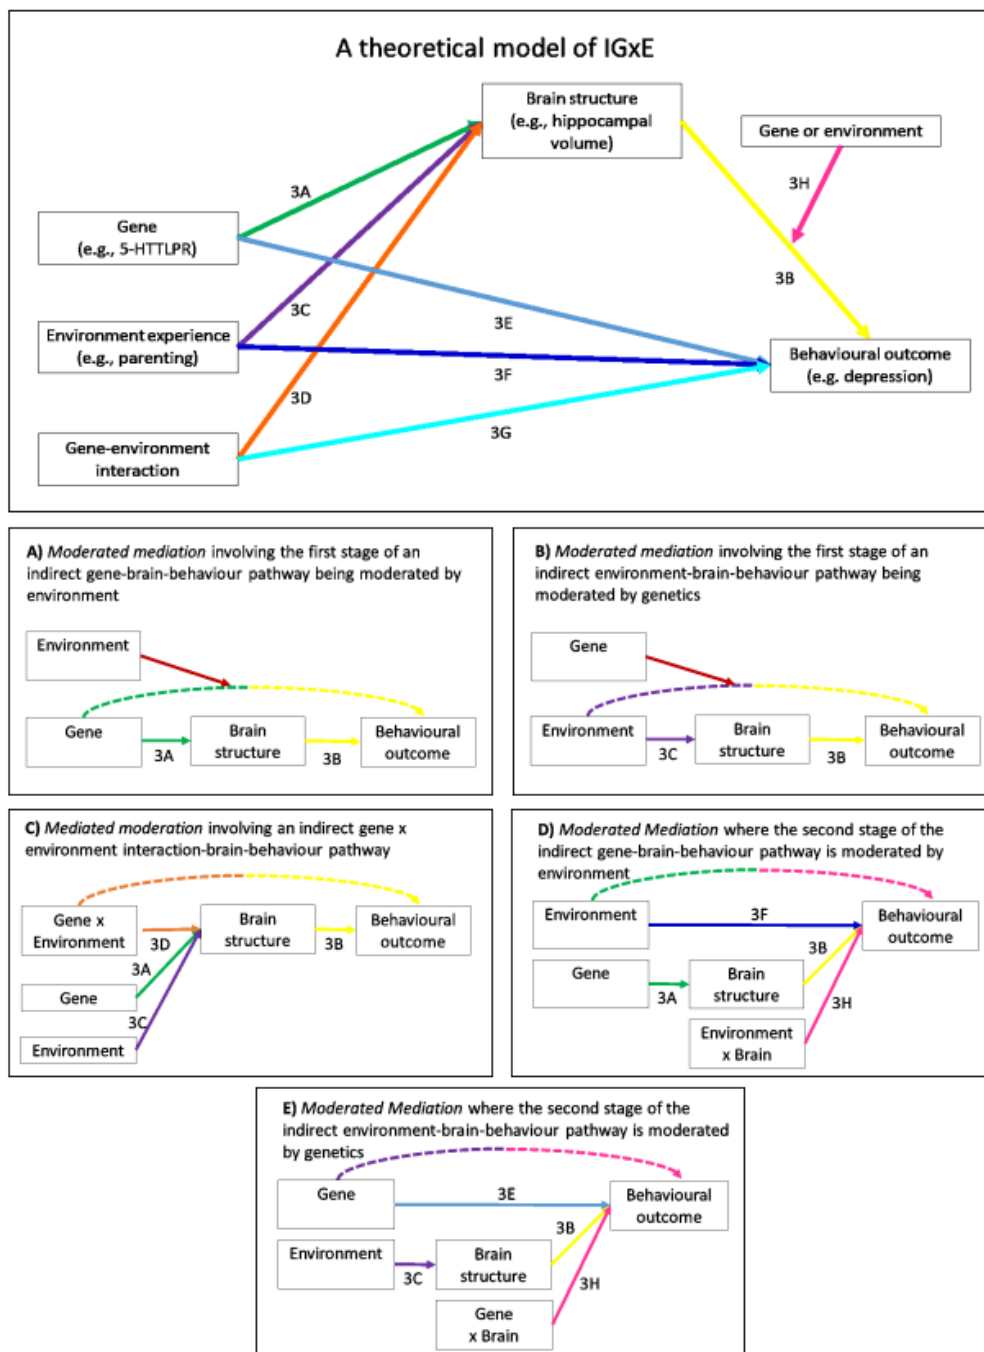 A theoretical model of IGxE
Brain structure
(e.g., hippocampal
volume)
Gene or environment
3A
3H
Gene
(e.g., 5-HTTLPR)
3B
3C
3E
Environment experience
(e.g., parenting)
Behavioural outcome
(e.g. depression)
3F
3D
3G
Gene-environment
interaction
A) Moderated mediation involving the first stage of an
indirect gene-brain-behaviour pathway being moderated by
environment
Environment
Gene
Brain
structure
Behavioural
outcome
3A
3B
B) Moderated mediation involving the first stage of an
indirect environment-brain-behaviour pathway being
moderated by genetics
Gene
Environment
Brain
structure
Behavioural
outcome
3C
3B
C) Mediated moderation involving an indirect gene x
environment interaction-brain-behaviour pathway
Gene x
Environment
Brain
structure
Behavioural
outcome
3D
3B
3A
Gene
3C
Environment
D) Moderated Mediation where the second stage of the
indirect gene-brain-behaviour pathway is moderated by
environment
Environment
3F
Behavioural
outcome
3B
Gene
Brain
structure
3A
3H
Environment
x Brain
E) Moderated Mediation where the second stage of the
indirect environment-brain-behaviour pathway is moderated
by genetics
Gene
3E
Behavioural
outcome
3B
Environment
Brain
structure
3C
3H
Gene
x Brain